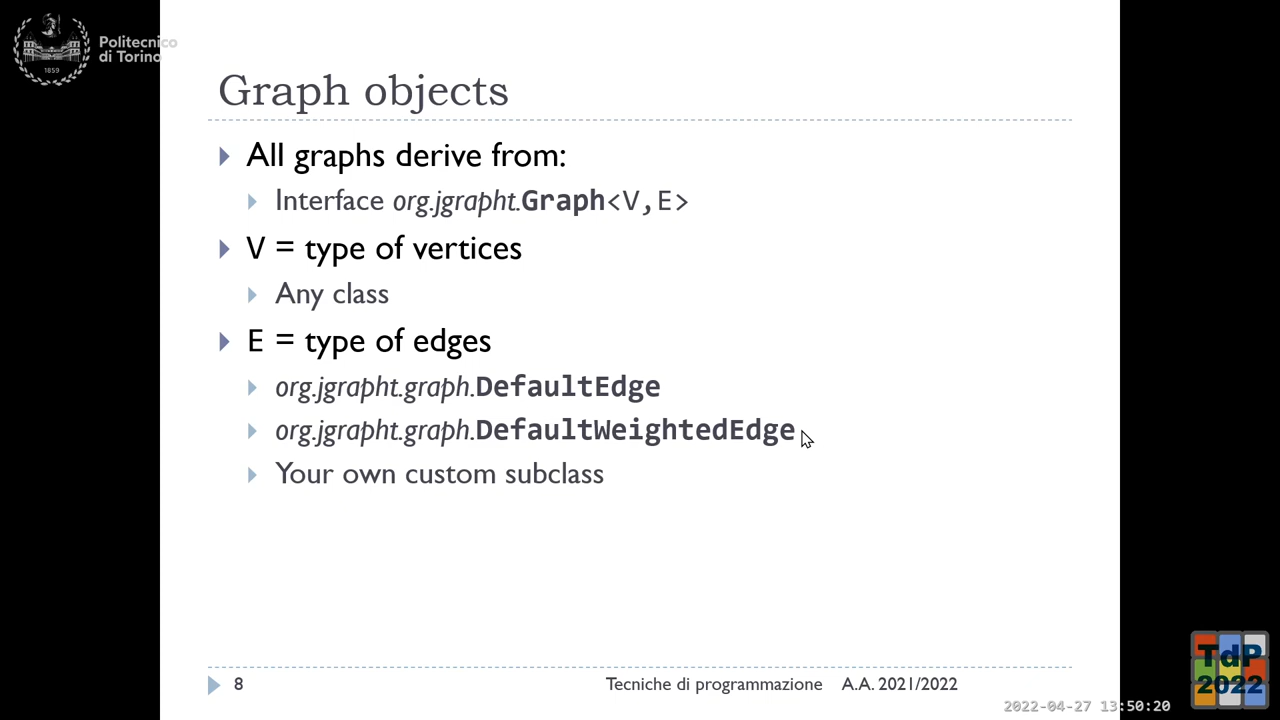 Politecnico
di Torino
1859
Graph objects
All graphs derive from:
Interface org.jgrapht.Graph<V,E>
V = type of vertices
Any class
E = type of edges
org.jgrapht.graph.DefaultEdge
org.jgrapht.graph.DefaultWeightedEdge
Your own custom subclass
8 Tecniche di programmazione A.A. 2021/2022
TdP
2022
2022-04-27 13:50:20